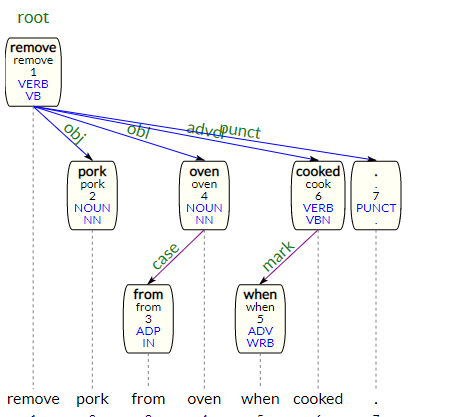 root
remove
remove
1
VERB
VB
obj
obl
advcl
punct
pork
pork
2
NOUN
NN
oven
oven
4
NOUN
NN
cooked
cook
6
VERB
VBN
.
.
7
PUNCT
.
case
mark
from
from
3
ADP
IN
when
when
5
ADV
WRB
remove pork from oven when cooked .